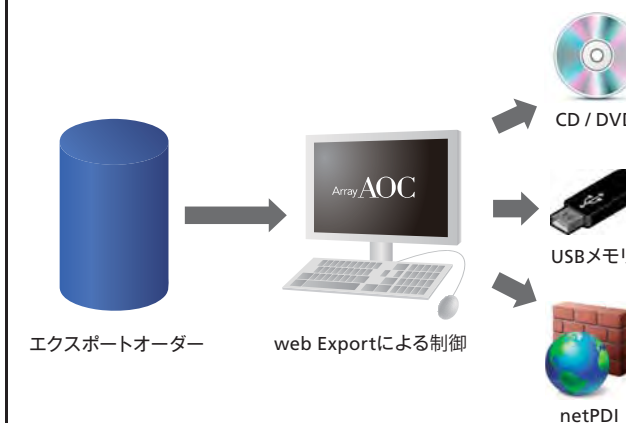 Array AOC
CD / DVD
USBメモリ
エクスポートオーダー
web Exportによる制御
netPDI